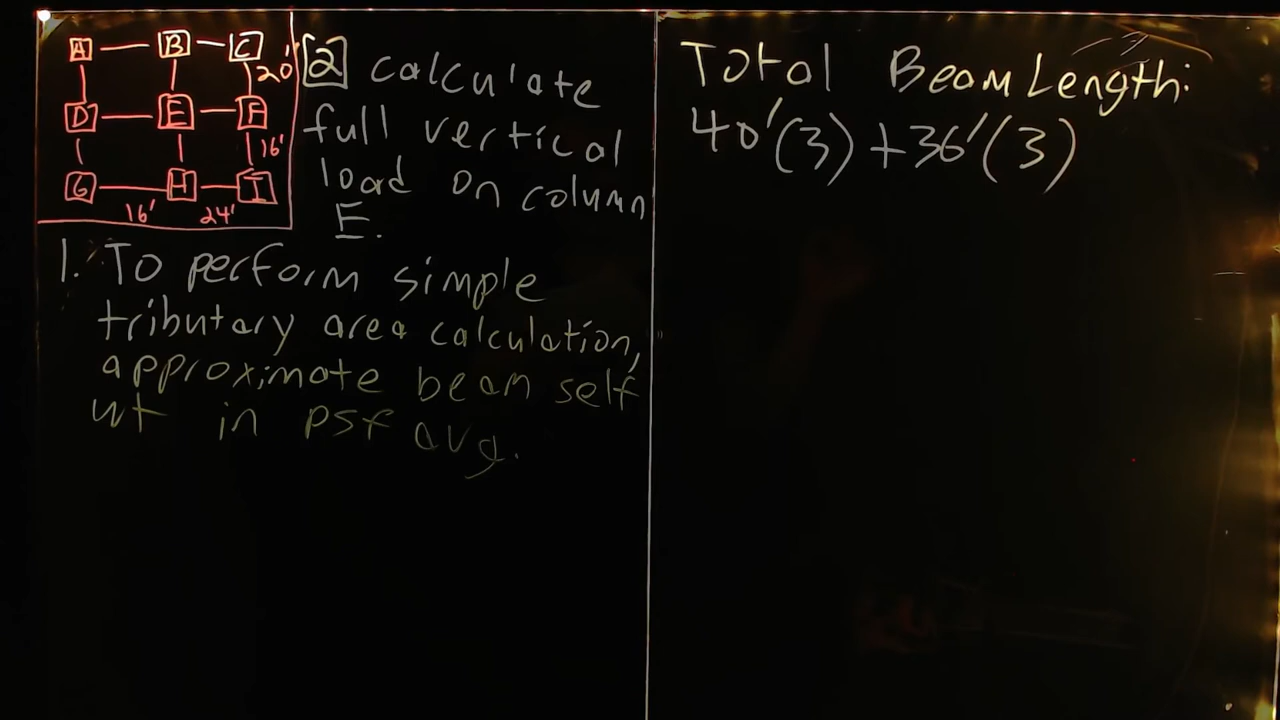 A B C
20'
D E F
16'
G H I
16' 24'
2 calculate
full vertical
load on column
E.
1. To perform simple
tributary area calculation,
approximate beam self
wt in psf avg.
Total Beam Length:
40'(3)+36'(3)